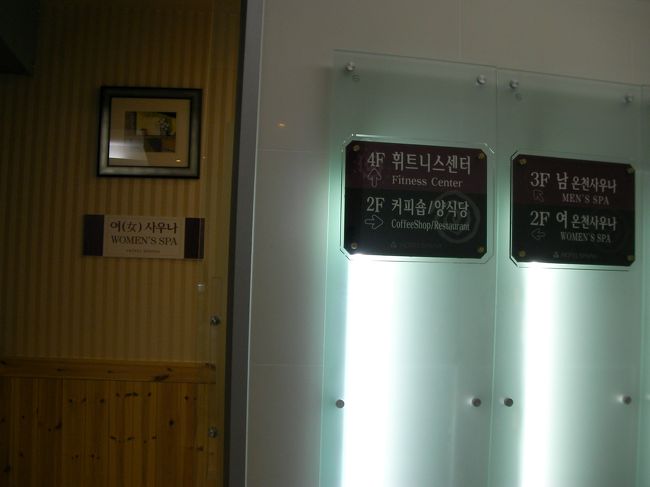 여(女) 사우나
WOMEN'S SPA
4F 휘트니스센터
Fitness Center
2F 커피숍/양식당
CoffeeShop/Restaurant
3F 남 온천사우나
MEN'S SPA
2F 여 온천사우나
WOMEN'S SPA